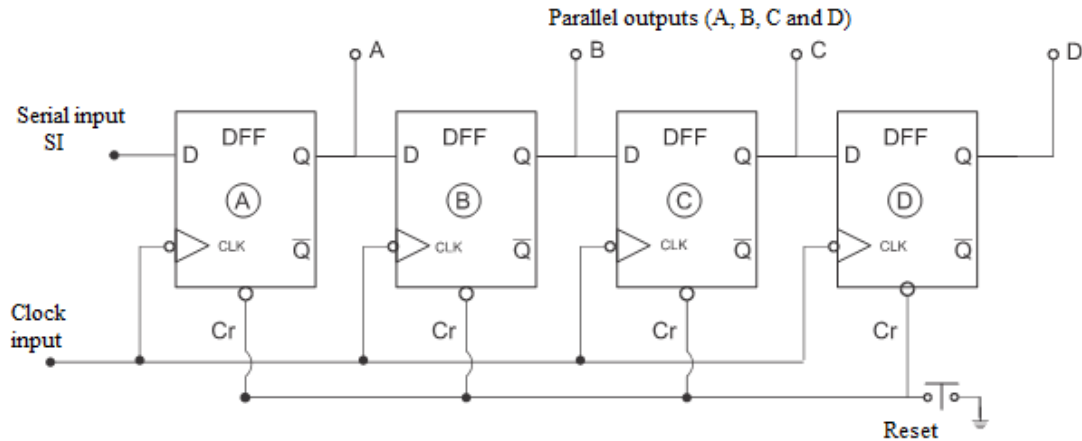 Parallel outputs (A, B, C and D)
A
B
C
D
Serial input
SI
D DFF Q
D DFF Q
D DFF Q
D DFF Q
A
B
C
D
CLK Q̅
CLK Q̅
CLK Q̅
CLK Q̅
Clock
input
Cr
Cr
Cr
Cr
Reset